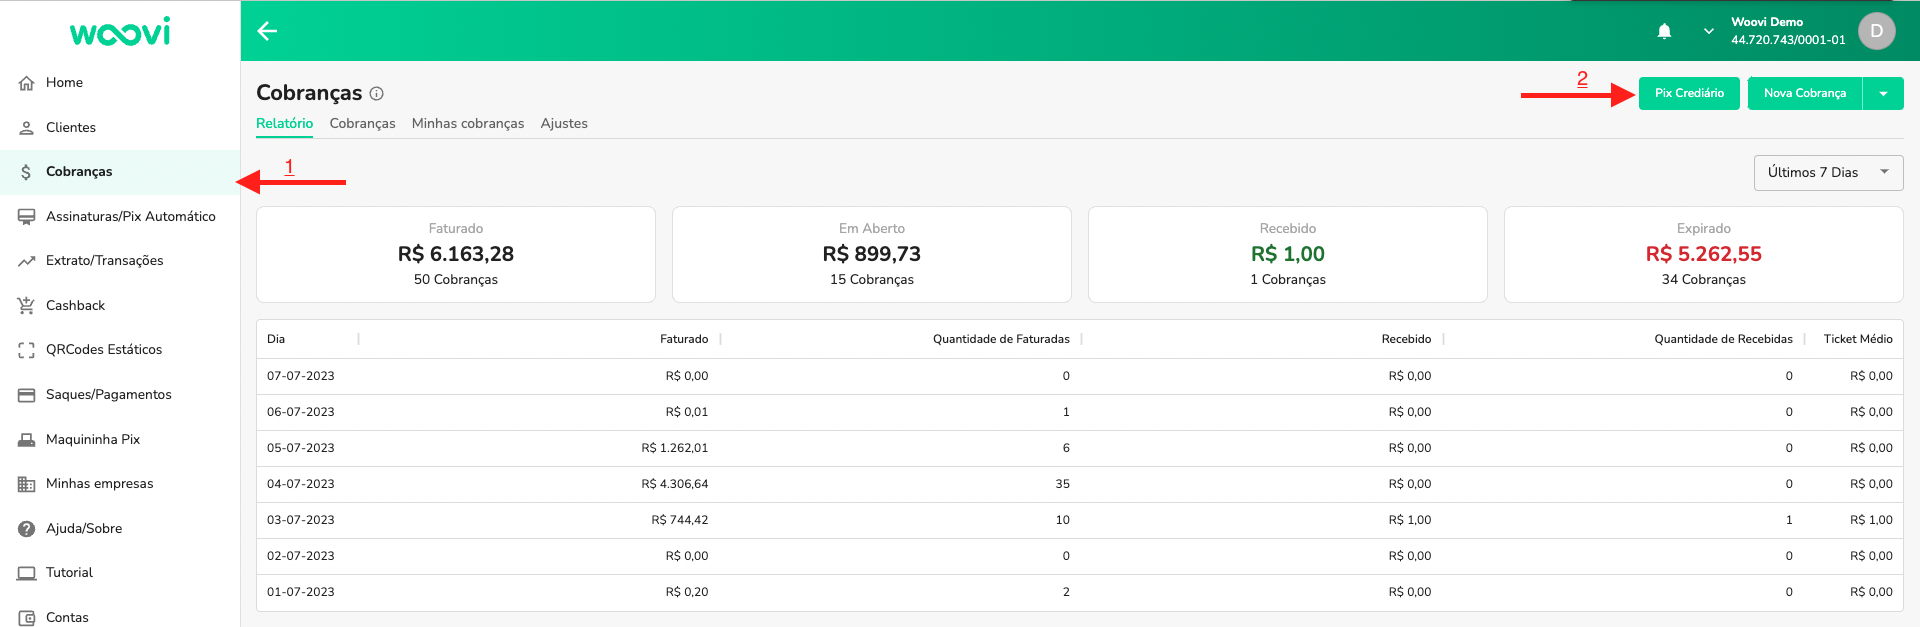 woovi
Home
Clientes
Cobranças
Assinaturas/Pix Automático
Extrato/Transações
Cashback
QRCodes Estáticos
Saques/Pagamentos
Maquininha Pix
Minhas empresas
Ajuda/Sobre
Tutorial
Contas
Woovi Demo
44.720.743/0001-01
D
1
2
Cobranças
Pix Crediário
Nova Cobrança
Relatório Cobranças Minhas cobranças Ajustes
Últimos 7 Dias
Faturado
R$ 6.163,28
50 Cobranças
Em Aberto
R$ 899,73
15 Cobranças
Recebido
R$ 1,00
1 Cobranças
Expirado
R$ 5.262,55
34 Cobranças
Dia Faturado Quantidade de Faturadas Recebido Quantidade de Recebidas Ticket Médio
07-07-2023 R$ 0,00 0 R$ 0,00 0 R$ 0,00
06-07-2023 R$ 0,01 1 R$ 0,00 0 R$ 0,00
05-07-2023 R$ 1.262,01 6 R$ 0,00 0 R$ 0,00
04-07-2023 R$ 4.306,64 35 R$ 0,00 0 R$ 0,00
03-07-2023 R$ 744,42 10 R$ 1,00 1 R$ 1,00
02-07-2023 R$ 0,00 0 R$ 0,00 0 R$ 0,00
01-07-2023 R$ 0,20 2 R$ 0,00 0 R$ 0,00